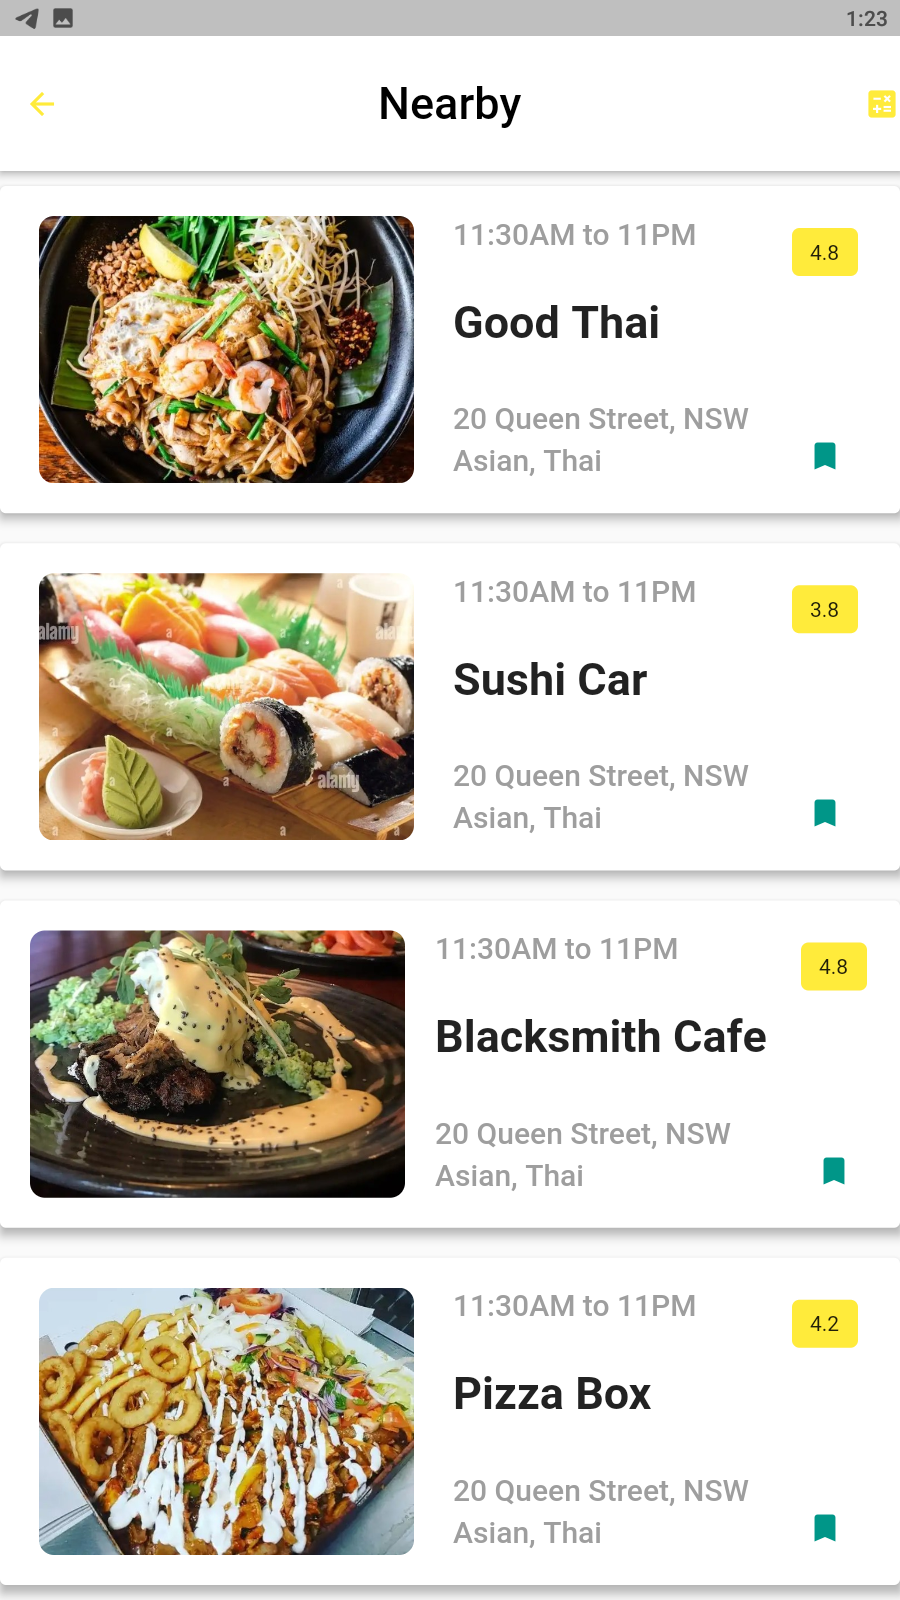 1:23
Nearby
11:30AM to 11PM
4.8
Good Thai
20 Queen Street, NSW
Asian, Thai
alamy
a
alamy
a
alamy
11:30AM to 11PM
3.8
Sushi Car
20 Queen Street, NSW
Asian, Thai
11:30AM to 11PM
4.8
Blacksmith Cafe
20 Queen Street, NSW
Asian, Thai
11:30AM to 11PM
4.2
Pizza Box
20 Queen Street, NSW
Asian, Thai